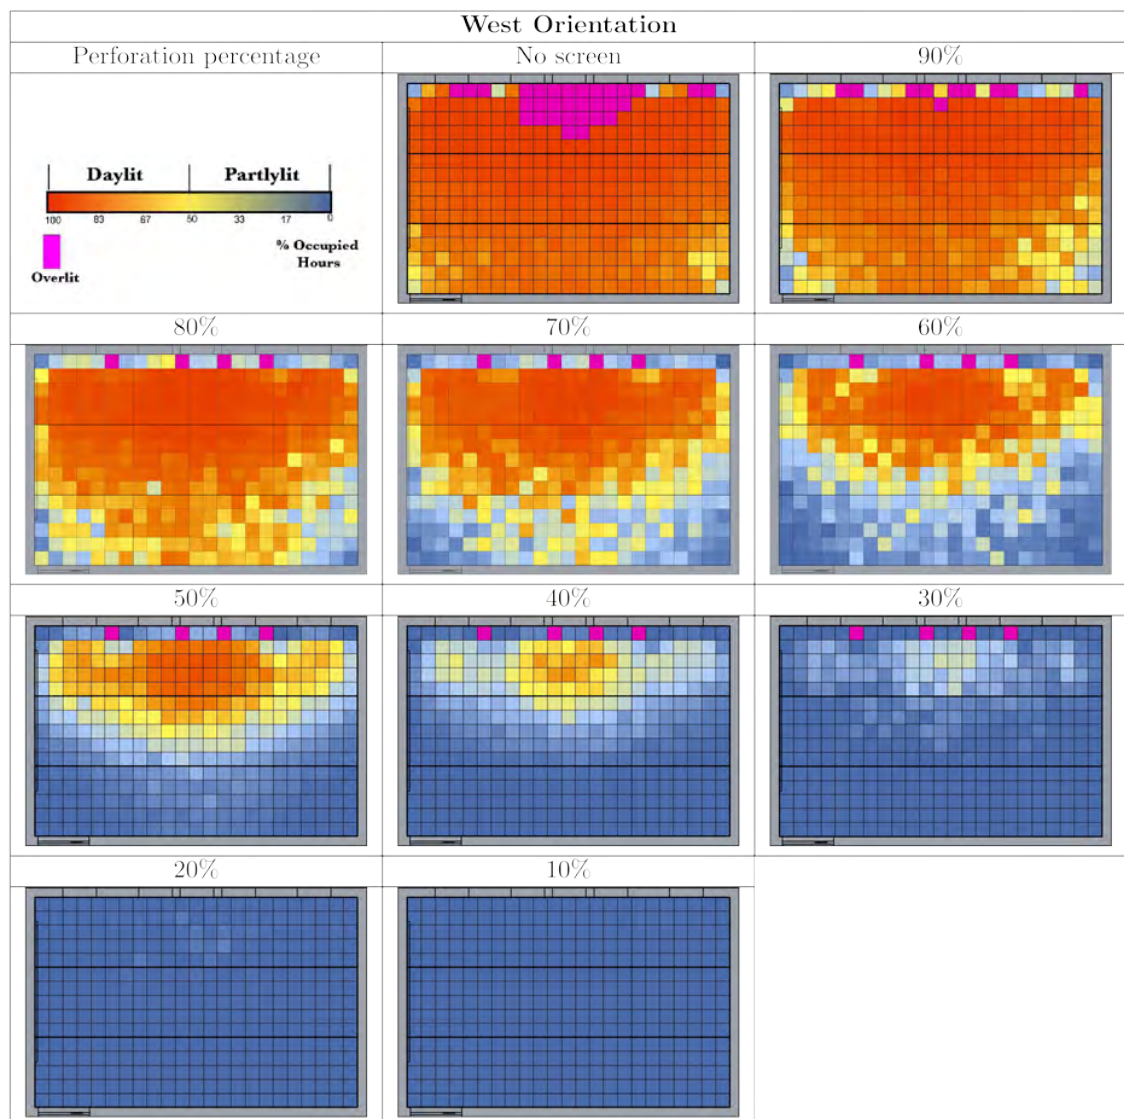 West Orientation
Perforation percentage No screen 90%
Daylit Partlylit
100 83 67 50 33 17 0
% Occupied
Hours
Overlit
80% 70% 60%
50% 40% 30%
20% 10%